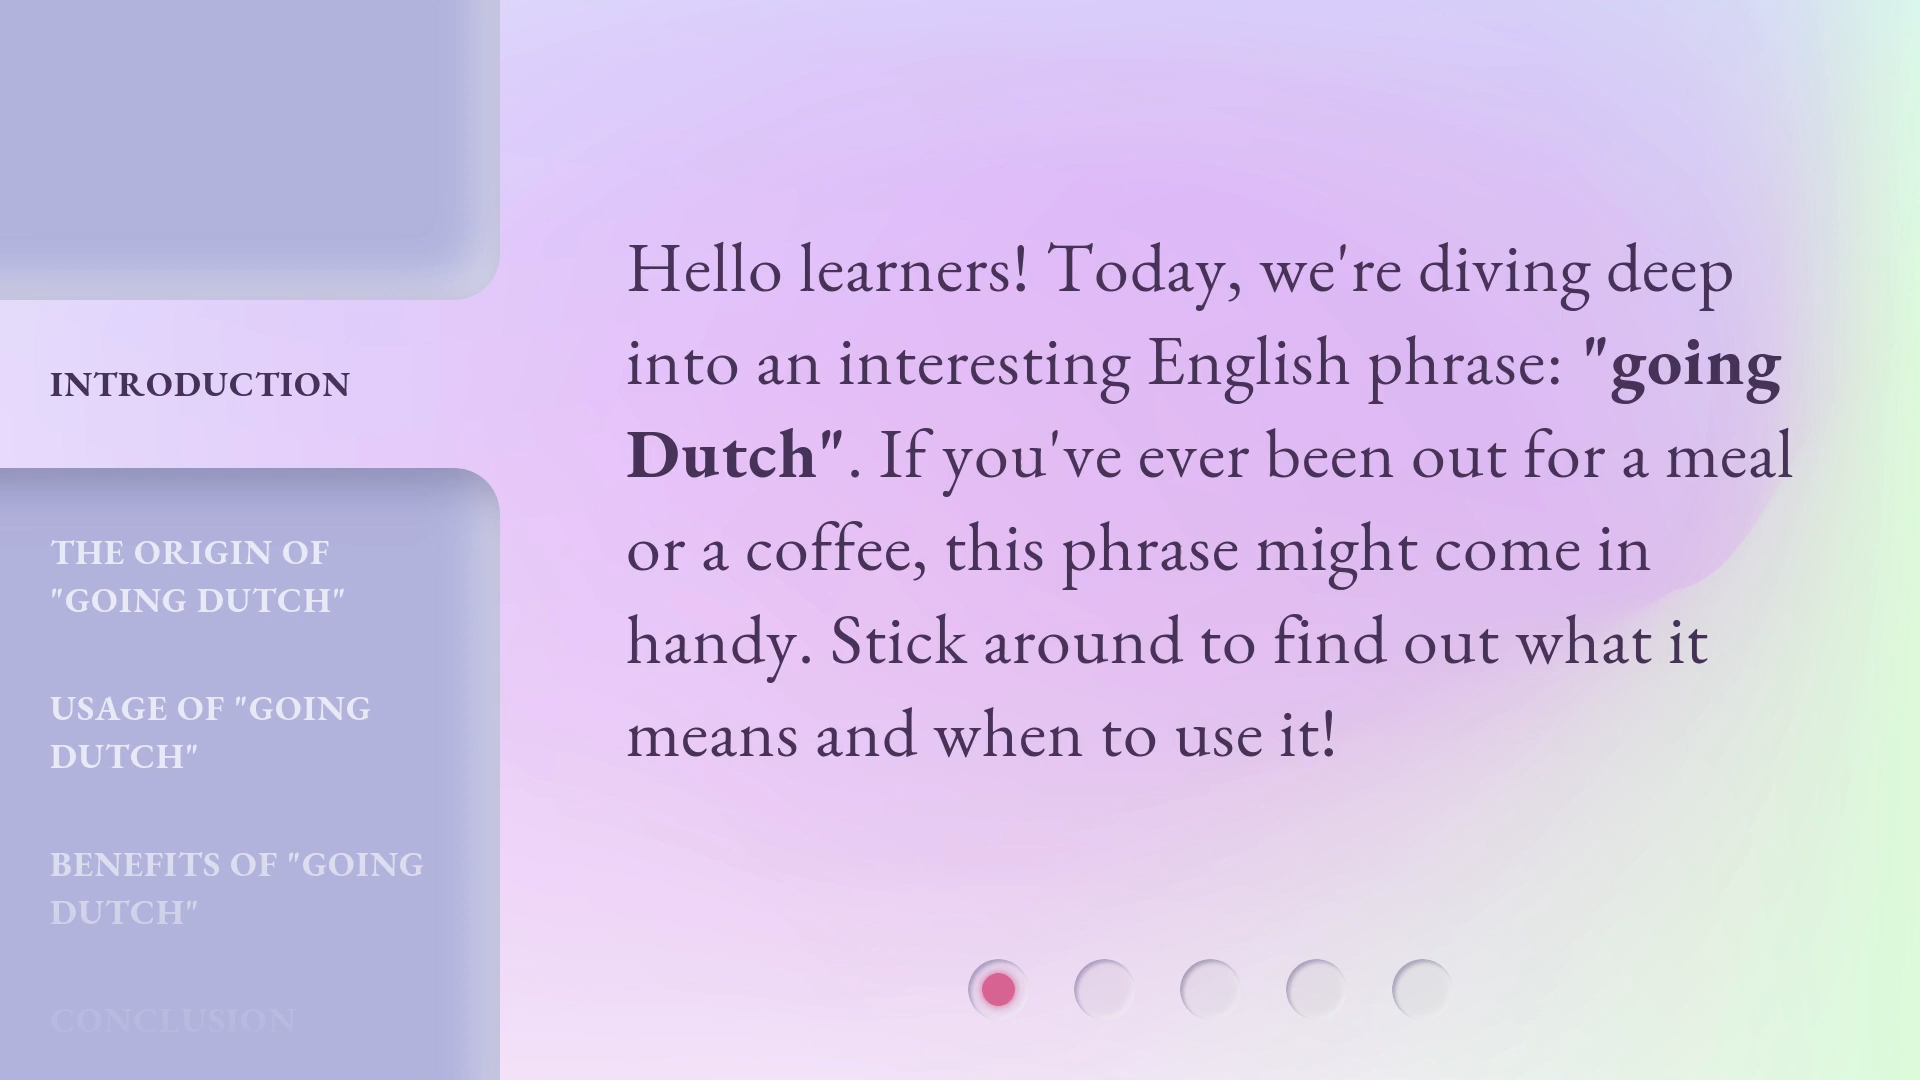 INTRODUCTION
THE ORIGIN OF
"GOING DUTCH"
USAGE OF "GOING
DUTCH"
BENEFITS OF "GOING
DUTCH"
CONCLUSION
Hello learners! Today, we're diving deep
into an interesting English phrase: "going
Dutch". If you've ever been out for a meal
or a coffee, this phrase might come in
handy. Stick around to find out what it
means and when to use it!